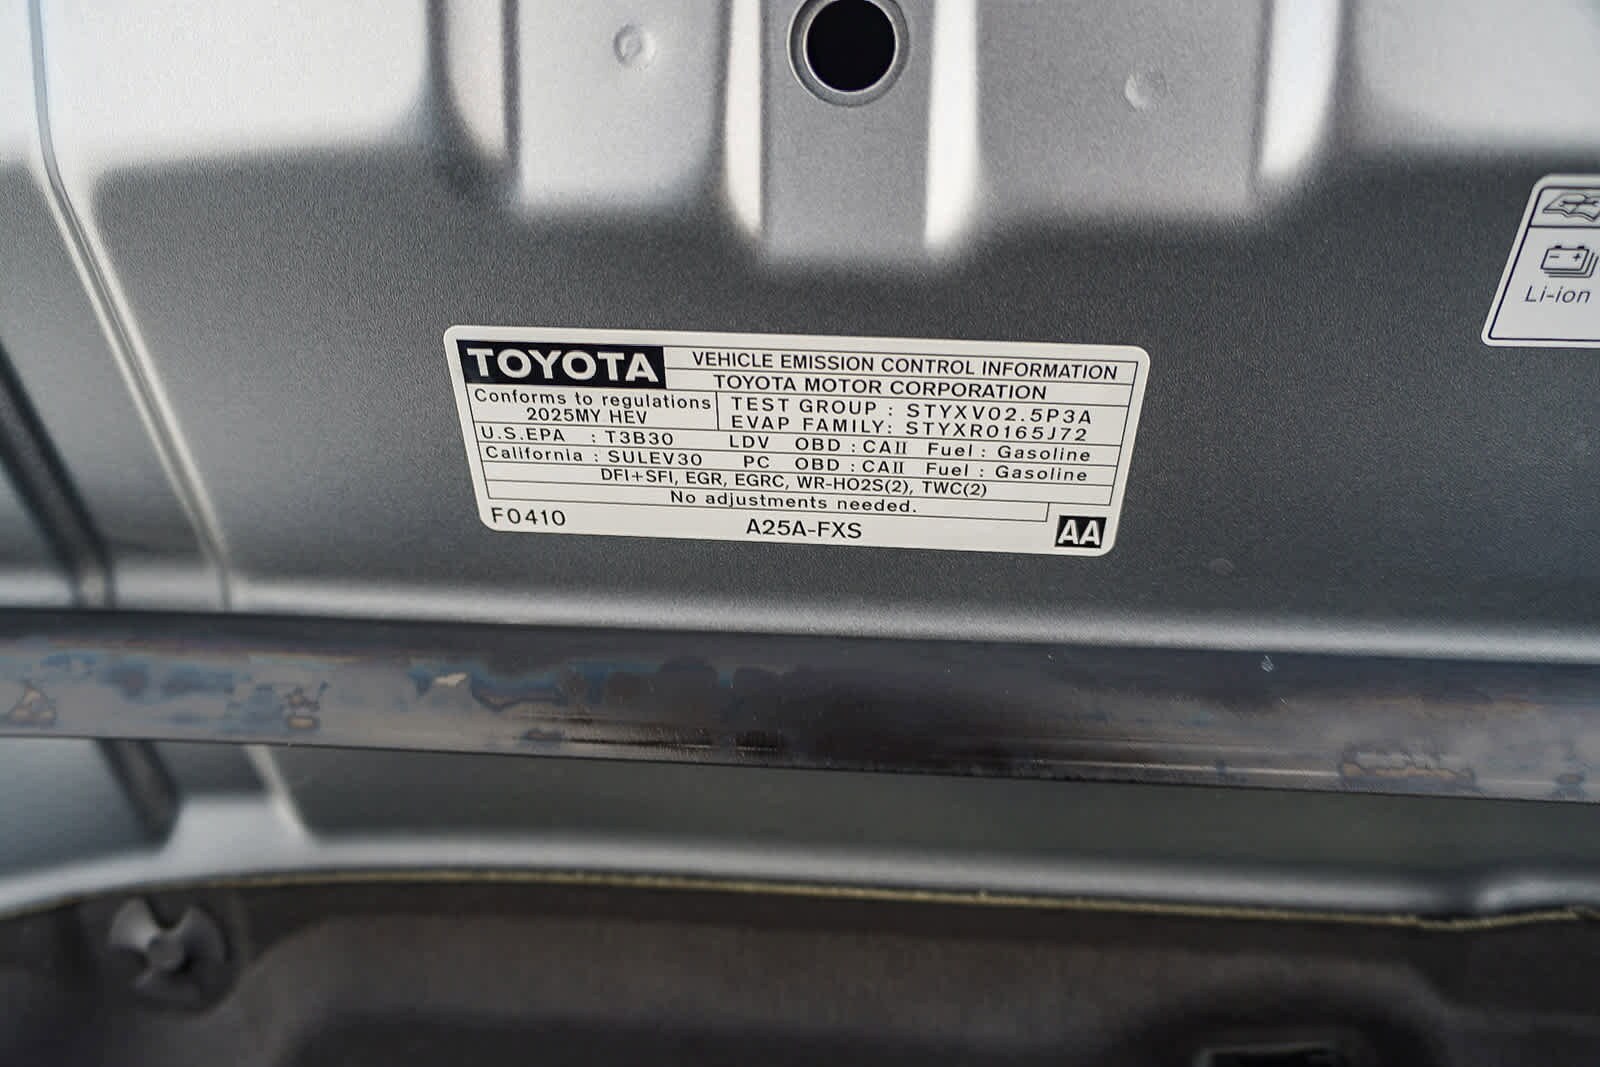 TOYOTA VEHICLE EMISSION CONTROL INFORMATION
TOYOTA MOTOR CORPORATION
Conforms to regulations
2025MY HEV
TEST GROUP : STYXV02.5P3A
EVAP FAMILY: STYXR0165J72
U.S.EPA : T3B30 LDV OBD : CAII Fuel : Gasoline
California : SULEV30 PC OBD : CAII Fuel : Gasoline
DFI+SFI, EGR, EGRC, WR-HO2S(2), TWC(2)
No adjustments needed.
F0410 A25A-FXS AA
Li-ion